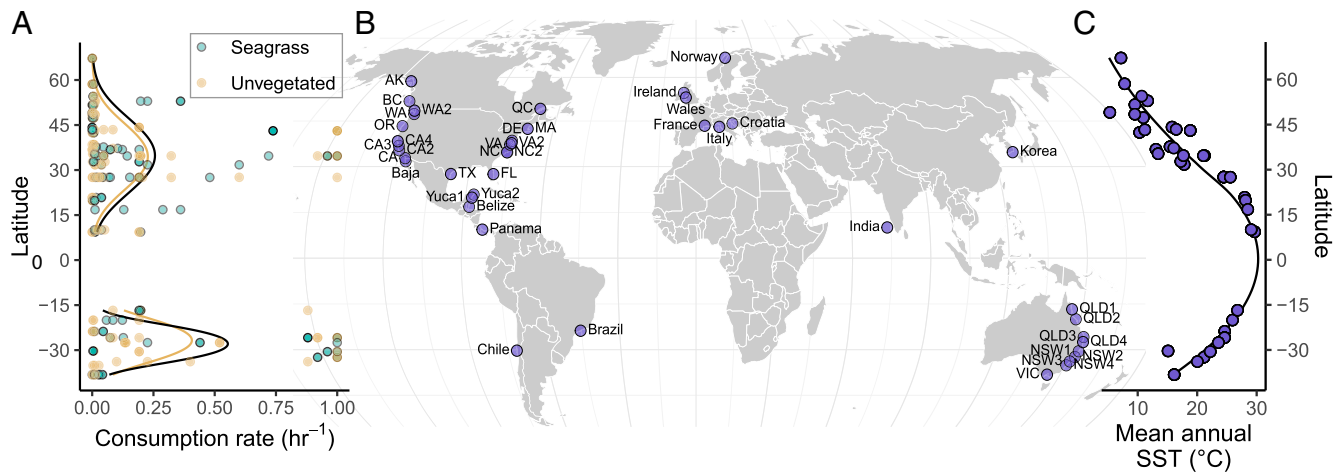 A
Seagrass
Unvegetated
Latitude
60
45
30
15
0
−15
−30
0.00
0.25
0.50
0.75
1.00
Consumption rate (hr−1)
B
Norway
AK
Ireland
BC
Wales
WA
WA2
QC
OR
France
Italy
Croatia
DE
MA
CA3
CA4
VA
VA2
CA2
NC
NC2
CA
Korea
Baja
TX
FL
Yuca1
Yuca2
Belize
Panama
India
Brazil
Chile
QLD1
QLD2
QLD3
QLD4
NSW1
NSW2
NSW3
NSW4
VIC
C
60
45
30
15
0
−15
−30
Latitude
10
20
30
Mean annual
SST (°C)